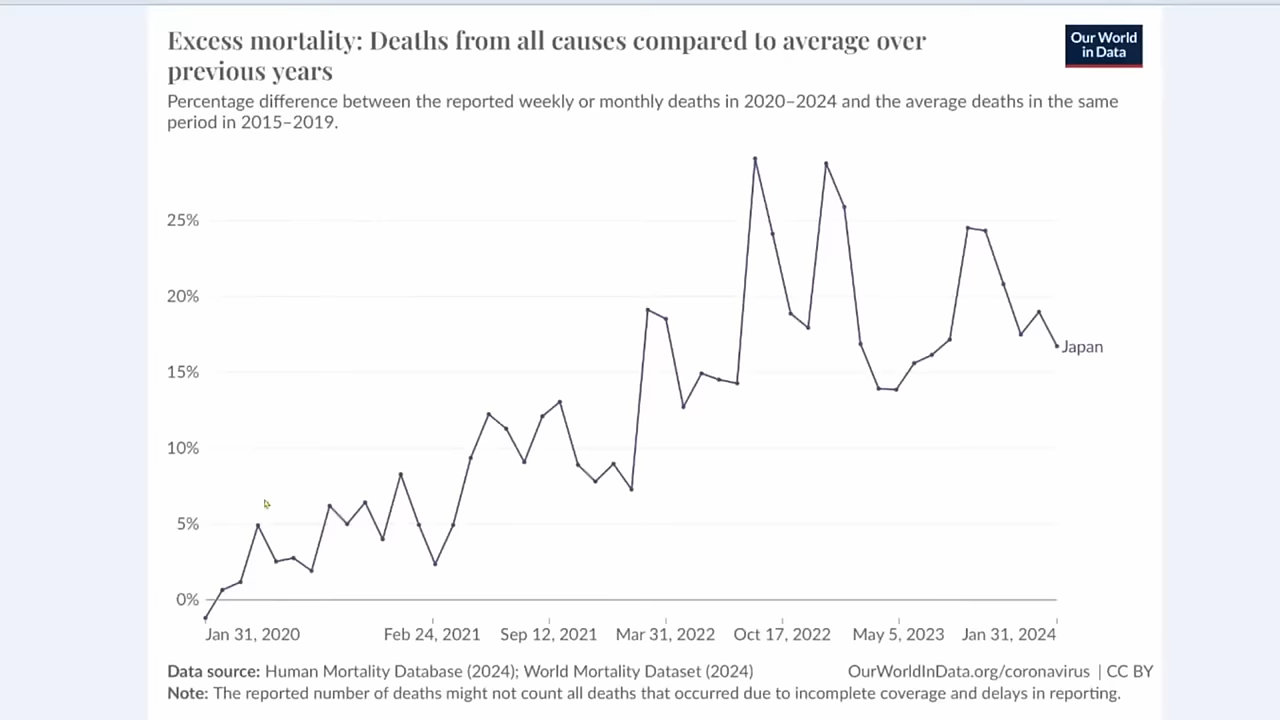 Excess mortality: Deaths from all causes compared to average over
previous years
Our World
in Data
Percentage difference between the reported weekly or monthly deaths in 2020–2024 and the average deaths in the same
period in 2015–2019.
25%
20%
15%
10%
5%
0%
Japan
Jan 31, 2020 Feb 24, 2021 Sep 12, 2021 Mar 31, 2022 Oct 17, 2022 May 5, 2023 Jan 31, 2024
Data source: Human Mortality Database (2024); World Mortality Dataset (2024) OurWorldInData.org/coronavirus | CC BY
Note: The reported number of deaths might not count all deaths that occurred due to incomplete coverage and delays in reporting.